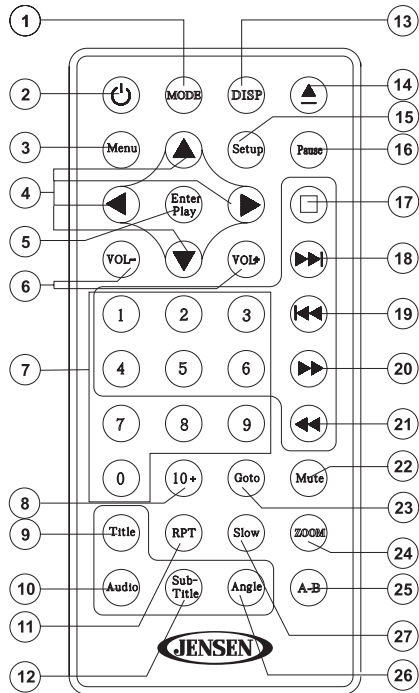 1 13
2 MODE DISP 14
15
3 Menu Setup Pause 16
4 17
5 Enter
Play
18
6 VOL- VOL+
1 2 3 19
7 4 5 6 20
7 8 9 21
0 10+ Goto Mute 22
8 23
9 Title RPT Slow ZOOM 24
10 Audio Sub-
Title Angle A-B 25
11 27
12 JENSEN 26